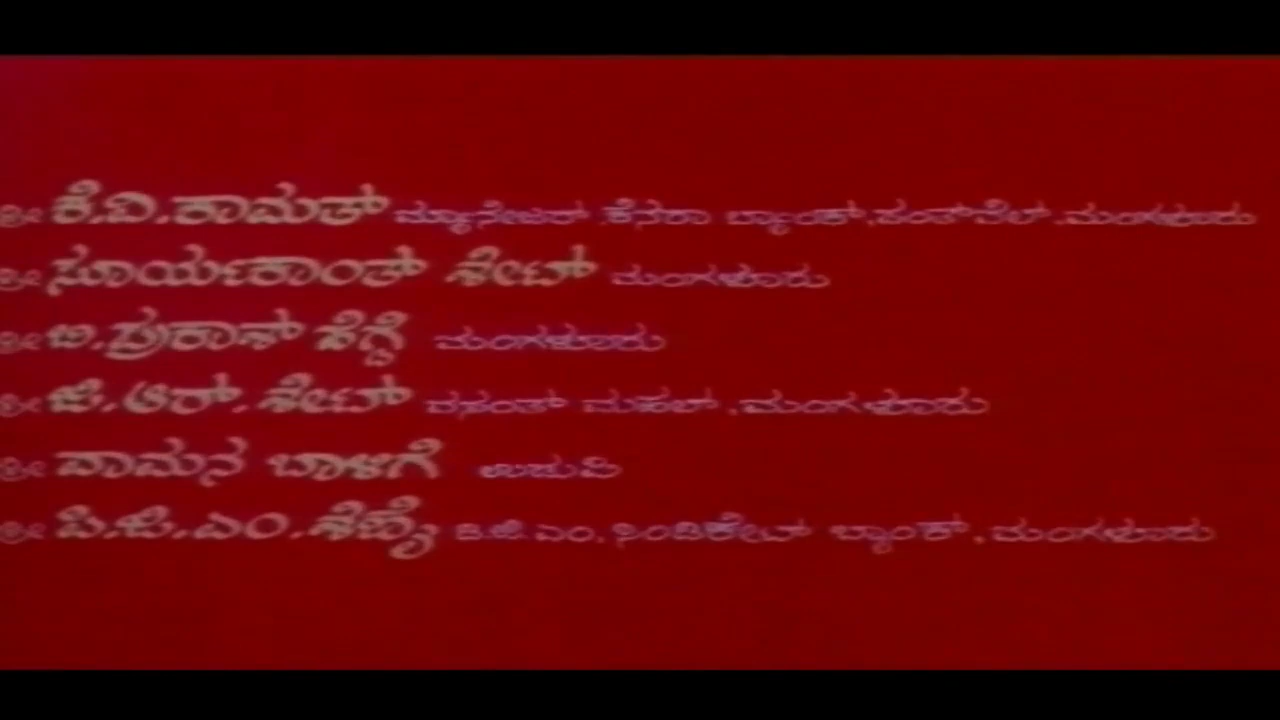 ಶ್ರೀ ಕೆ.ವಿ.ಕಾಮತ್ ಮ್ಯಾನೇಜರ್ ಕೆನರಾ ಬ್ಯಾಂಕ್, ಮಂಗಳೂರು
ಶ್ರೀ ಸೂರ್ಯಕಾಂತ್ ಶೇಟ್ ಮಂಗಳೂರು
ಶ್ರೀ ಐ.ಪ್ರಕಾಶ್ ಹೆಗ್ಡೆ ಮಂಗಳೂರು
ಶ್ರೀ ಜಿ.ಆರ್.ಶೇಟ್ ವಸಂತ್ ಮಹಲ್, ಮಂಗಳೂರು
ಶ್ರೀ ವಾಮನ ಬಾಳಿಗೆ ಉಡುಪಿ
ಶ್ರೀ ಪಿ.ಪಿ.ಎಂ.ಶೆಣೈ ಡಿ.ಜಿ.ಎಂ. ಸಿಂಡಿಕೇಟ್ ಬ್ಯಾಂಕ್, ಮಂಗಳೂರು